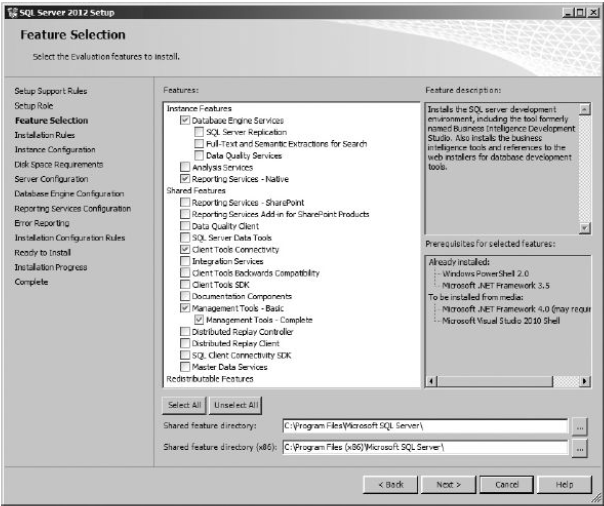 SQL Server 2012 Setup
Feature Selection
Select the Evaluation features to install.
Setup Support Rules
Setup Role
Feature Selection
Installation Rules
Instance Configuration
Disk Space Requirements
Server Configuration
Database Engine Configuration
Reporting Services Configuration
Error Reporting
Installation Configuration Rules
Ready to Install
Installation Progress
Complete
Features:
Instance Features
Database Engine Services
SQL Server Replication
Full-Text and Semantic Extractions for Search
Data Quality Services
Analysis Services
Reporting Services - Native
Shared Features
Reporting Services - SharePoint
Reporting Services Add-in for SharePoint Products
Data Quality Client
SQL Server Data Tools
Client Tools Connectivity
Integration Services
Client Tools Backwards Compatibility
Client Tools SDK
Documentation Components
Management Tools - Basic
Management Tools - Complete
Distributed Replay Controller
Distributed Replay Client
SQL Client Connectivity SDK
Master Data Services
Redistributable Features
Feature description:
Installs the SQL server development
environment, including the tool formerly
named Business Intelligence Development
Studio. Also installs the business
intelligence tools and references to the
web installers for database development
tools.
Prerequisites for selected features:
Already installed:
Windows PowerShell 2.0
Microsoft .NET Framework 3.5
To be installed from media:
Microsoft .NET Framework 4.0 (may requir
Microsoft Visual Studio 2010 Shell
Select All Unselect All
Shared feature directory: C:\Program Files\Microsoft SQL Server\ ...
Shared feature directory (x86): C:\Program Files (x86)\Microsoft SQL Server\ ...
< Back Next > Cancel Help